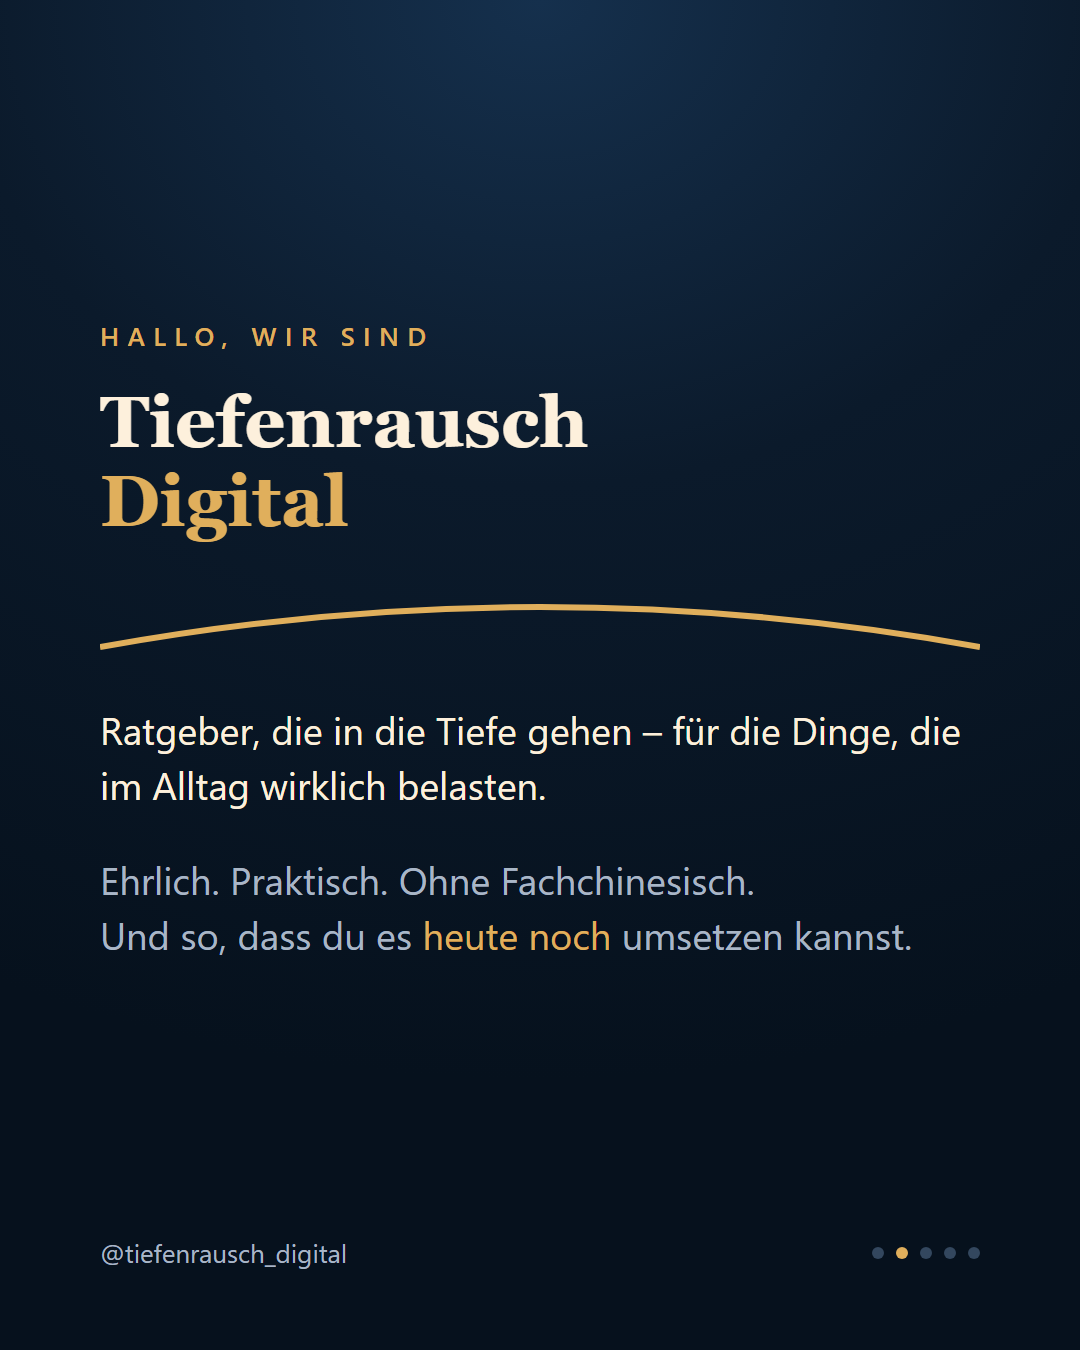 HALLO, WIR SIND
Tiefenrausch
Digital
Ratgeber, die in die Tiefe gehen – für die Dinge, die
im Alltag wirklich belasten.
Ehrlich. Praktisch. Ohne Fachchinesisch.
Und so, dass du es heute noch umsetzen kannst.
@tiefenrausch_digital